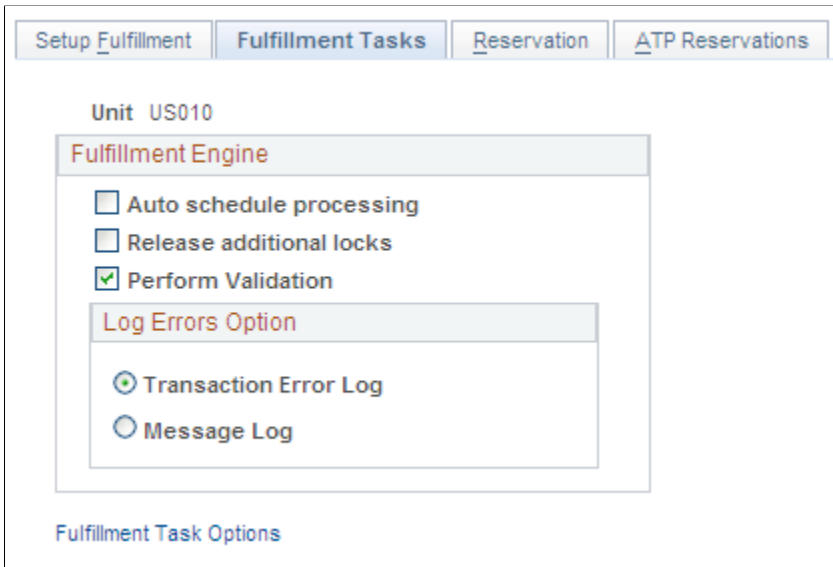 Setup Fulfillment Fulfillment Tasks Reservation ATP Reservations
Unit US010
Fulfillment Engine
Auto schedule processing
Release additional locks
Perform Validation
Log Errors Option
Transaction Error Log
Message Log
Fulfillment Task Options